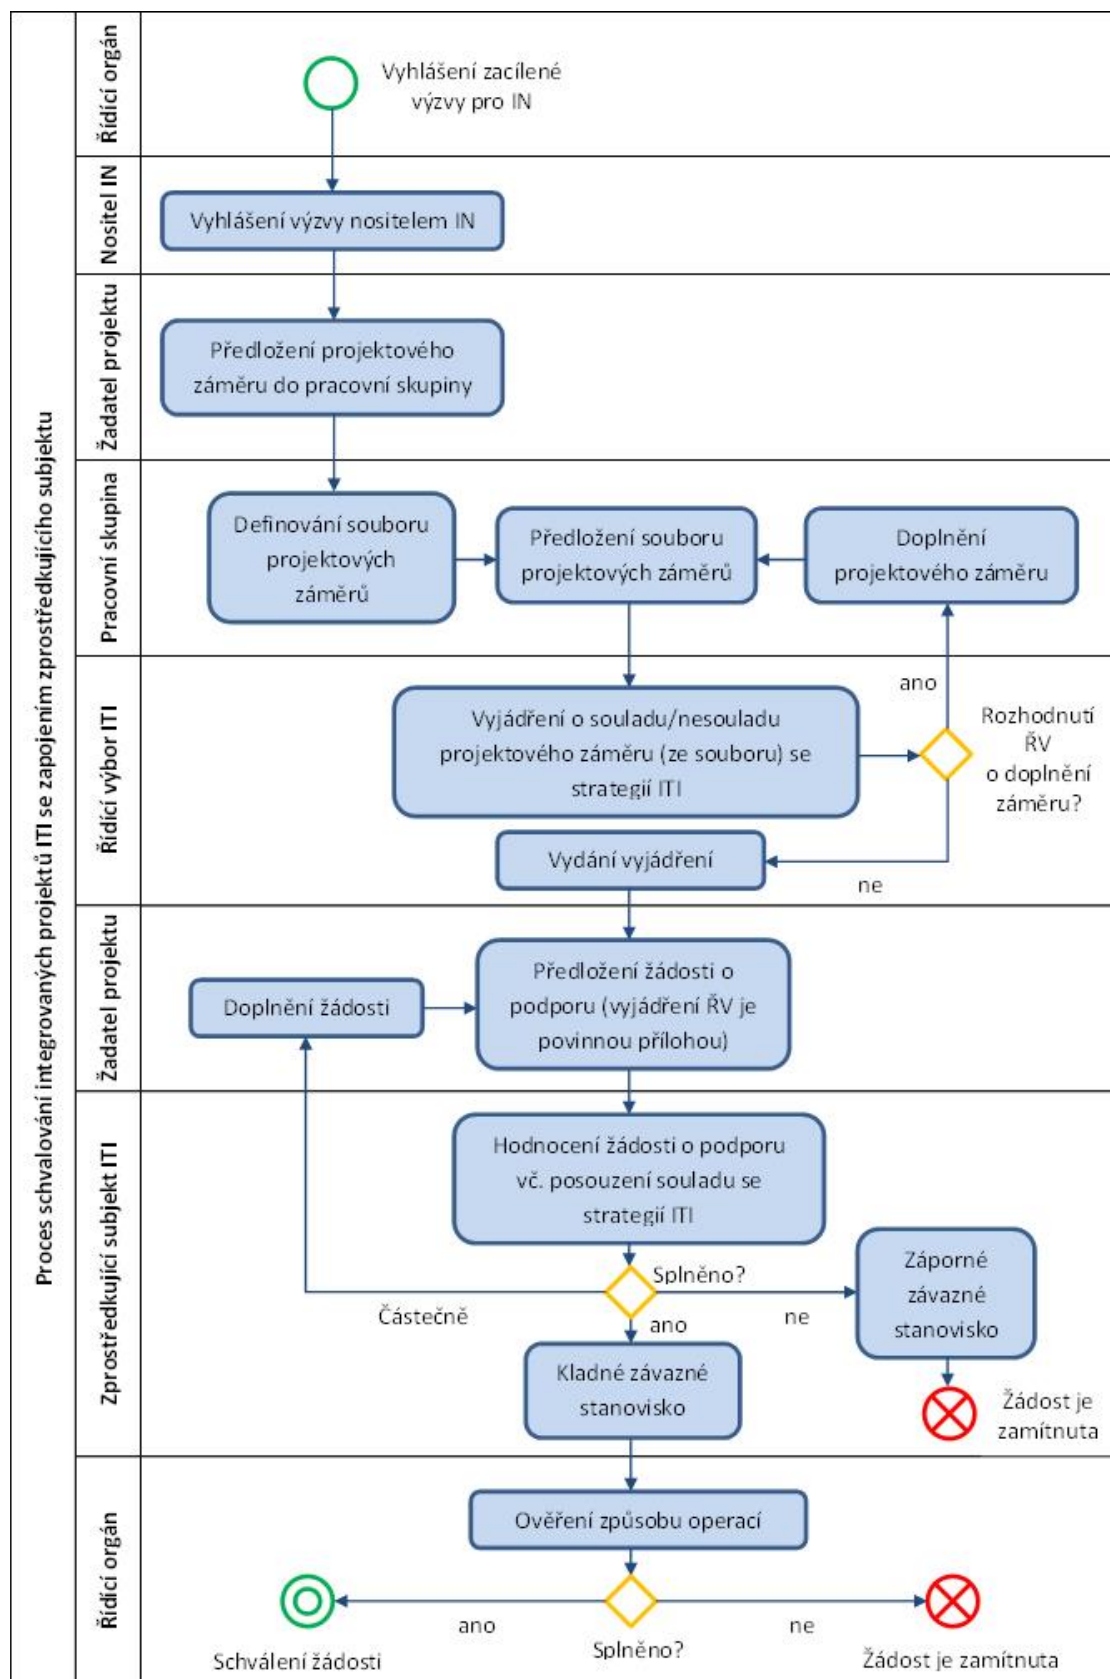 Proces schvalování integrovaných projektů ITI se zapojením zprostředkujícího subjektu
Řídící orgán
Vyhlášení zacílené
výzvy pro IN
Nositel IN
Vyhlášení výzvy nositelem IN
Žadatel projektu
Předložení projektového
záměru do pracovní skupiny
Pracovní skupina
Definování souboru
projektových
záměrů
Předložení souboru
projektových záměrů
Doplnění
projektového záměru
Řídící výbor ITI
Vyjádření o souladu/nesouladu
projektového záměru (ze souboru) se
strategií ITI
ano
Rozhodnutí
ŘV
o doplnění
záměru?
ne
Vydání vyjádření
Žadatel projektu
Doplnění žádosti
Předložení žádosti o
podporu (vyjádření ŘV je
povinnou přílohou)
Zprostředkující subjekt ITI
Hodnocení žádosti o podporu
vč. posouzení souladu se
strategií ITI
Splněno?
Částečně
ano
ne
Záporné
závazné
stanovisko
Kladné závazné
stanovisko
Žádost je
zamítnuta
Řídící orgán
Ověření způsobu operací
ano
Splněno?
ne
Schválení žádosti
Žádost je zamítnuta